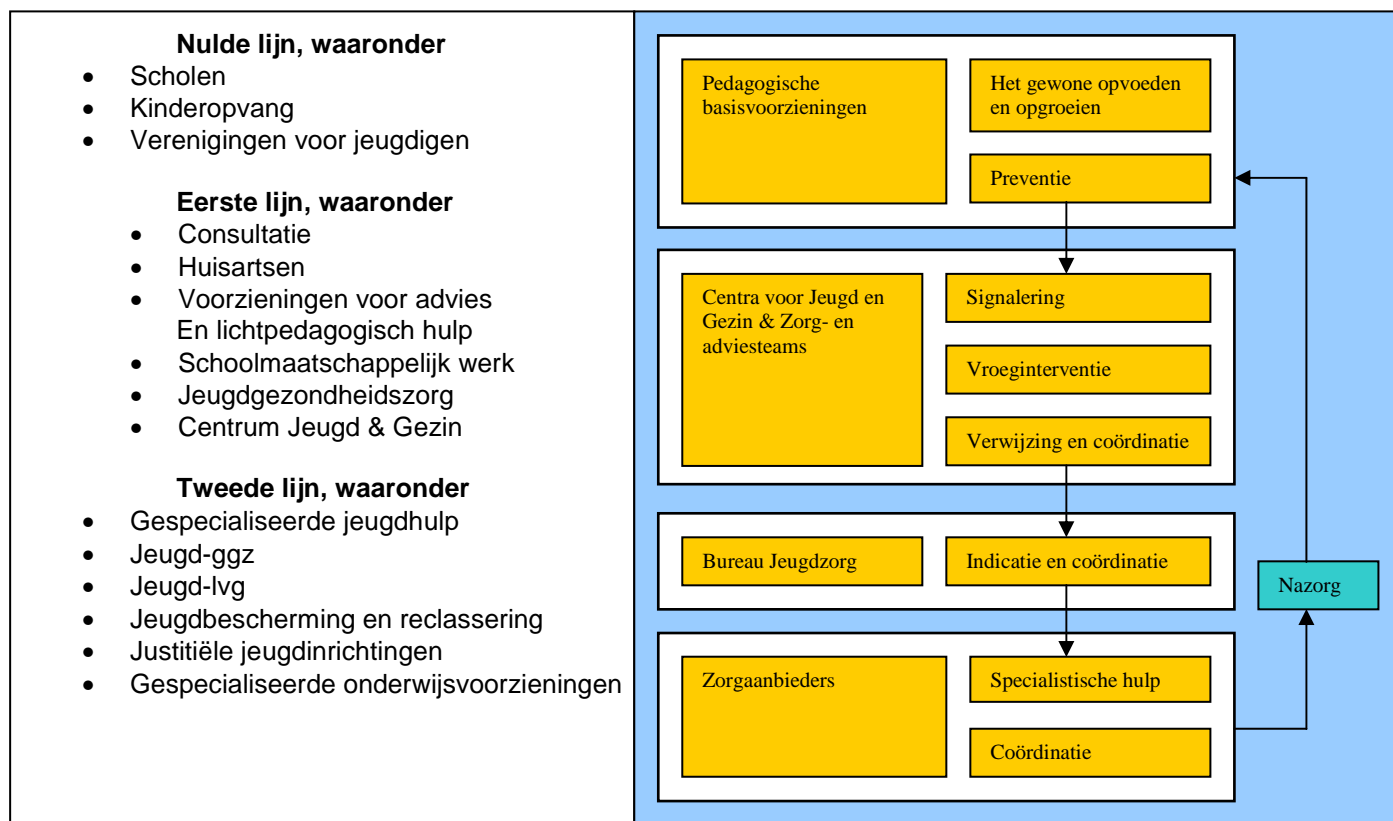 Nulde lijn, waaronder
• Scholen
• Kinderopvang
• Verenigingen voor jeugdigen
Eerste lijn, waaronder
• Consultatie
• Huisartsen
• Voorzieningen voor advies
En lichtpedagogisch hulp
• Schoolmaatschappelijk werk
• Jeugdgezondheidszorg
• Centrum Jeugd & Gezin
Tweede lijn, waaronder
• Gespecialiseerde jeugdhulp
• Jeugd-ggz
• Jeugd-lvg
• Jeugdbescherming en reclassering
• Justitiële jeugdinrichtingen
• Gespecialiseerde onderwijsvoorzieningen
Pedagogische
basisvoorzieningen
Het gewone opvoeden
en opgroeien
Preventie
Centra voor Jeugd en
Gezin & Zorg- en
adviesteams
Signalering
Vroeginterventie
Verwijzing en coördinatie
Bureau Jeugdzorg
Indicatie en coördinatie
Nazorg
Zorgaanbieders
Specialistische hulp
Coördinatie